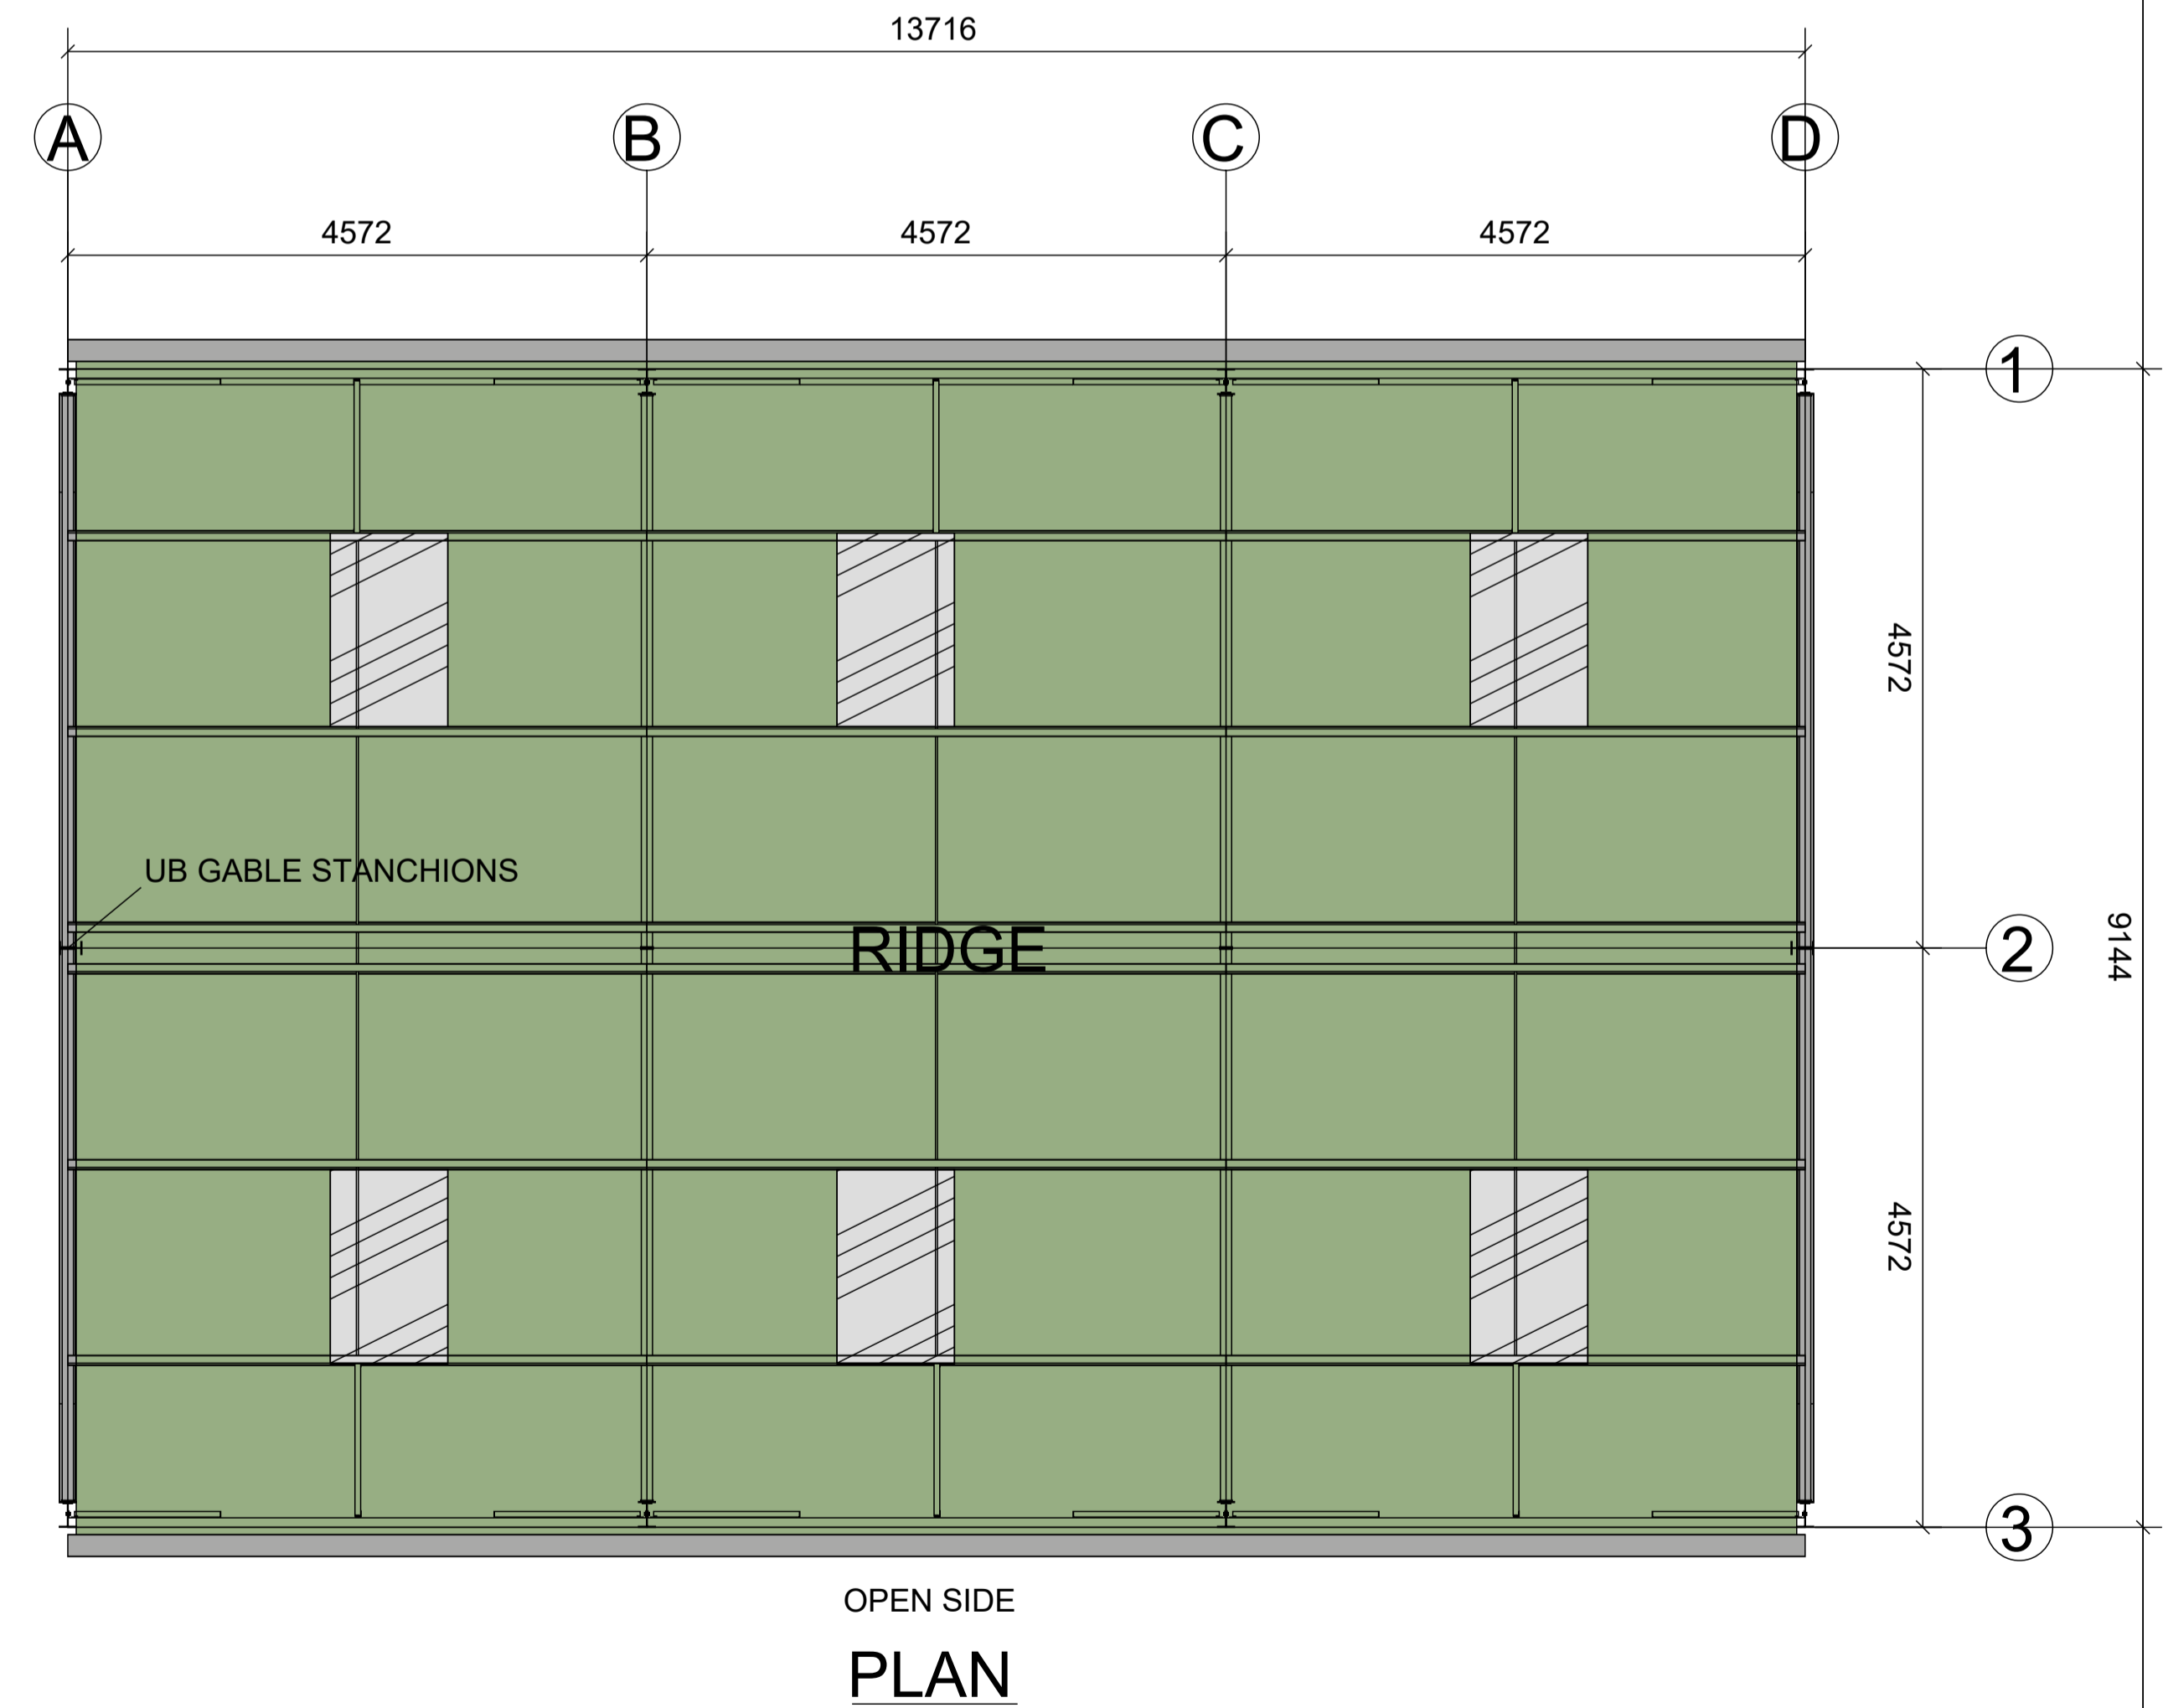 13716
A
B
C
D
4572
4572
4572
1
4572
UB GABLE STANCHIONS
RIDGE
2
9144
4572
3
OPEN SIDE
PLAN